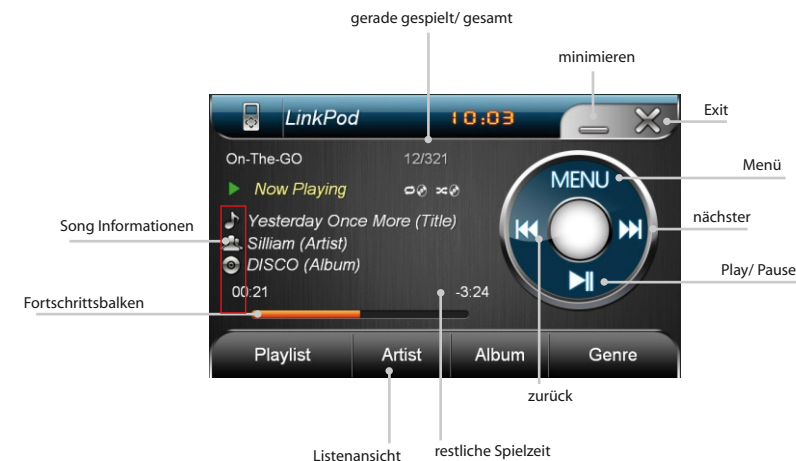 gerade gespielt/ gesamt
minimieren
Exit
LinkPod
10:03
On-The-GO
12/321
Menü
Now Playing
MENU
nächster
Song Informationen
Yesterday Once More (Title)
Silliam (Artist)
DISCO (Album)
Play/ Pause
00:21
-3:24
Fortschrittsbalken
Playlist
Artist
Album
Genre
zurück
Listenansicht
restliche Spielzeit